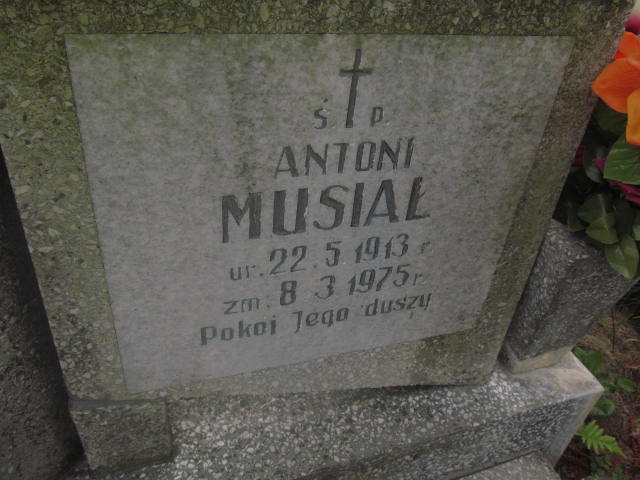 ś. p.
ANTONI
MUSIAŁ
ur. 22. 5. 1913 r.
zm. 8 3 1975 r.
Pokój Jego duszy